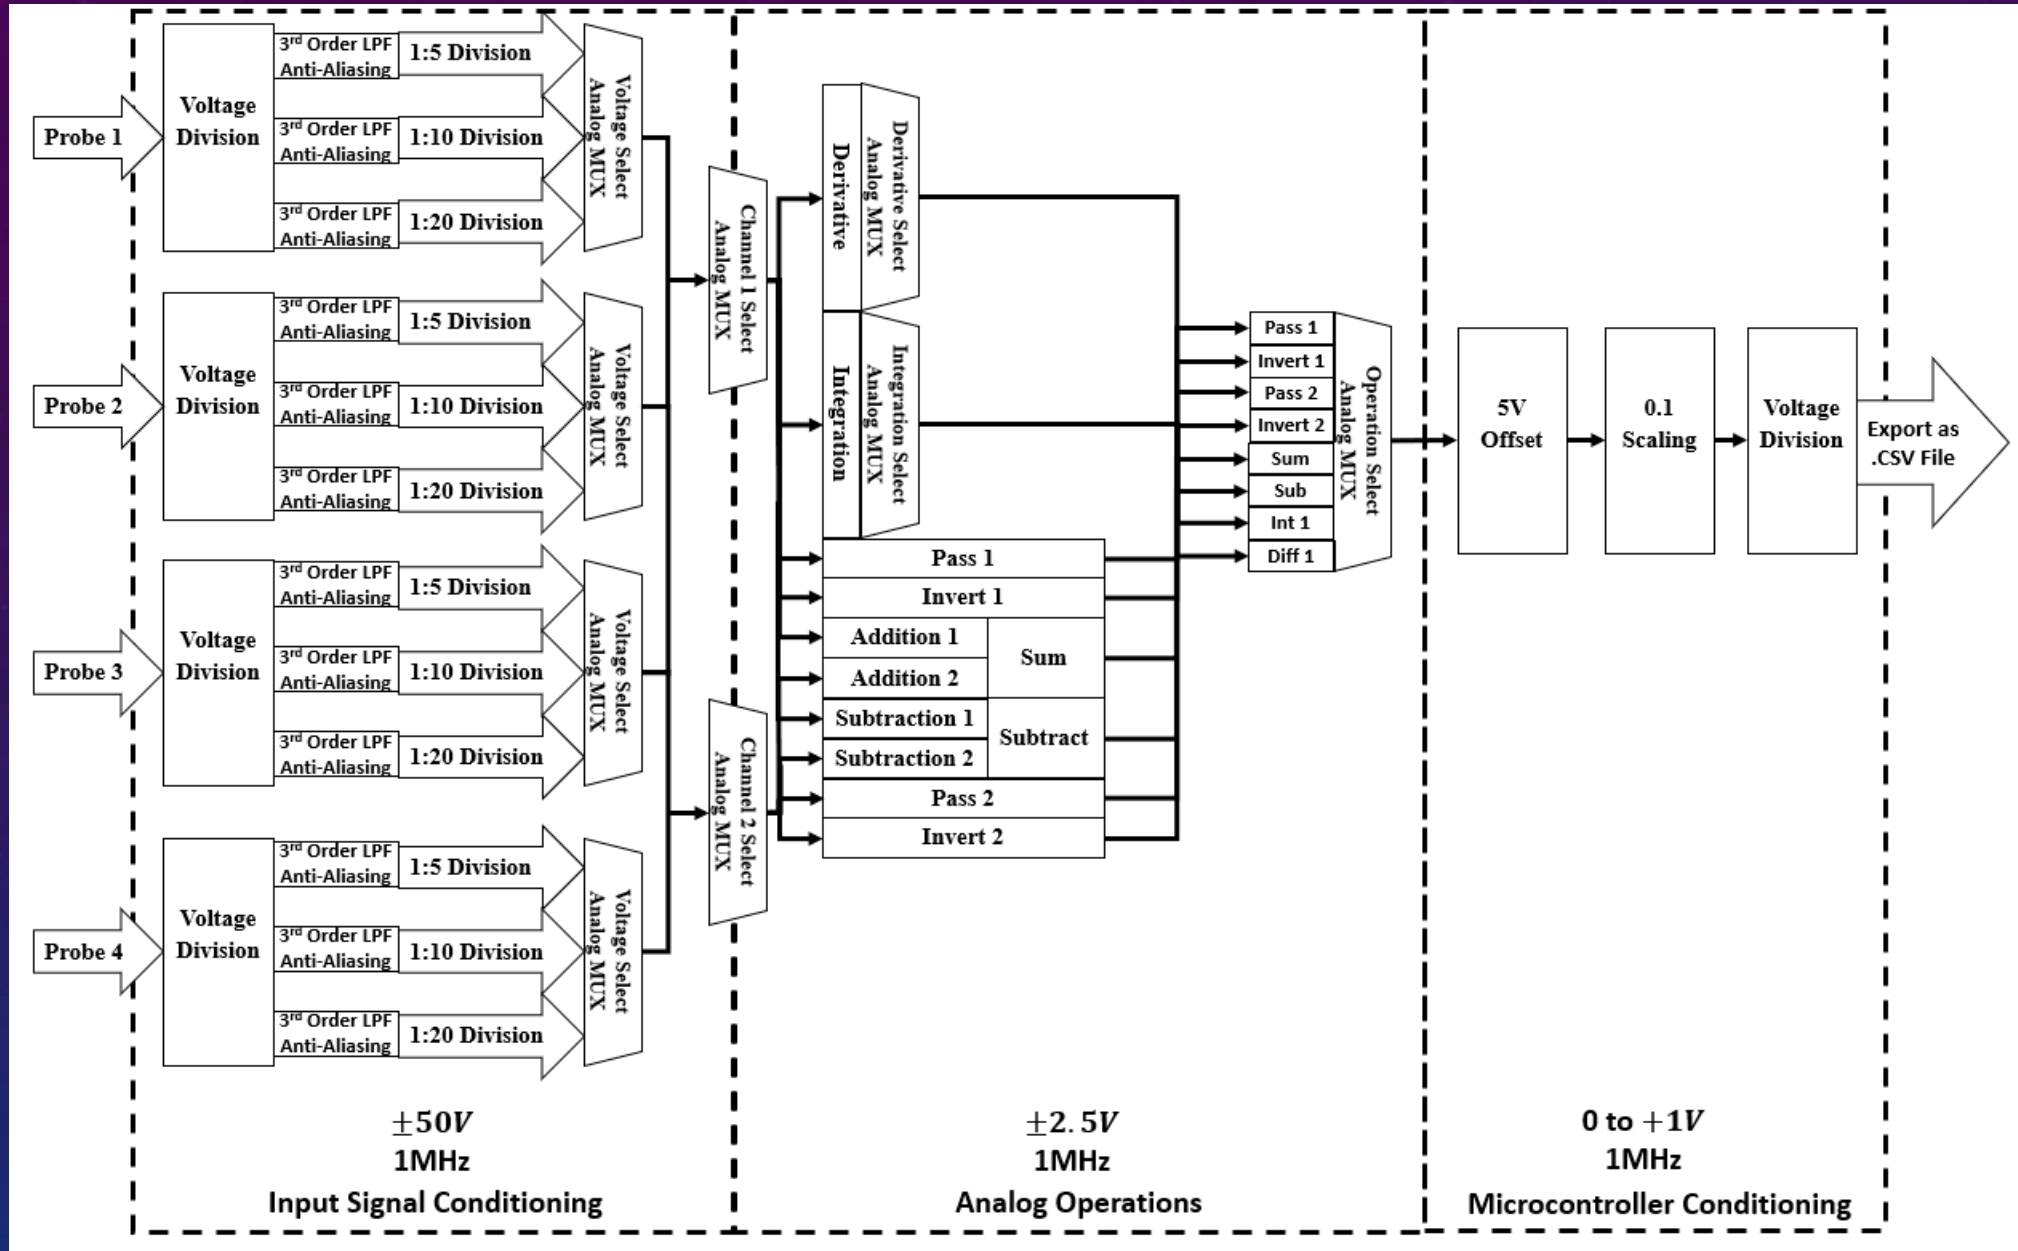 Probe 1
Voltage
Division
3rd Order LPF
Anti-Aliasing
1:5 Division
3rd Order LPF
Anti-Aliasing
1:10 Division
3rd Order LPF
Anti-Aliasing
1:20 Division
Voltage Select
Analog MUX
Probe 2
Voltage
Division
3rd Order LPF
Anti-Aliasing
1:5 Division
3rd Order LPF
Anti-Aliasing
1:10 Division
3rd Order LPF
Anti-Aliasing
1:20 Division
Voltage Select
Analog MUX
Probe 3
Voltage
Division
3rd Order LPF
Anti-Aliasing
1:5 Division
3rd Order LPF
Anti-Aliasing
1:10 Division
3rd Order LPF
Anti-Aliasing
1:20 Division
Voltage Select
Analog MUX
Probe 4
Voltage
Division
3rd Order LPF
Anti-Aliasing
1:5 Division
3rd Order LPF
Anti-Aliasing
1:10 Division
3rd Order LPF
Anti-Aliasing
1:20 Division
Voltage Select
Analog MUX
±50V
1MHz
Input Signal Conditioning
Channel 1 Select
Analog MUX
Channel 2 Select
Analog MUX
Derivative
Derivative Select
Analog MUX
Integration
Integration Select
Analog MUX
Pass 1
Invert 1
Addition 1
Addition 2
Sum
Subtraction 1
Subtraction 2
Subtract
Pass 2
Invert 2
Pass 1
Invert 1
Pass 2
Invert 2
Sum
Sub
Int 1
Diff 1
Operation Select
Analog MUX
±2.5V
1MHz
Analog Operations
5V
Offset
0.1
Scaling
Voltage
Division
Export as
.CSV File
0 to +1V
1MHz
Microcontroller Conditioning